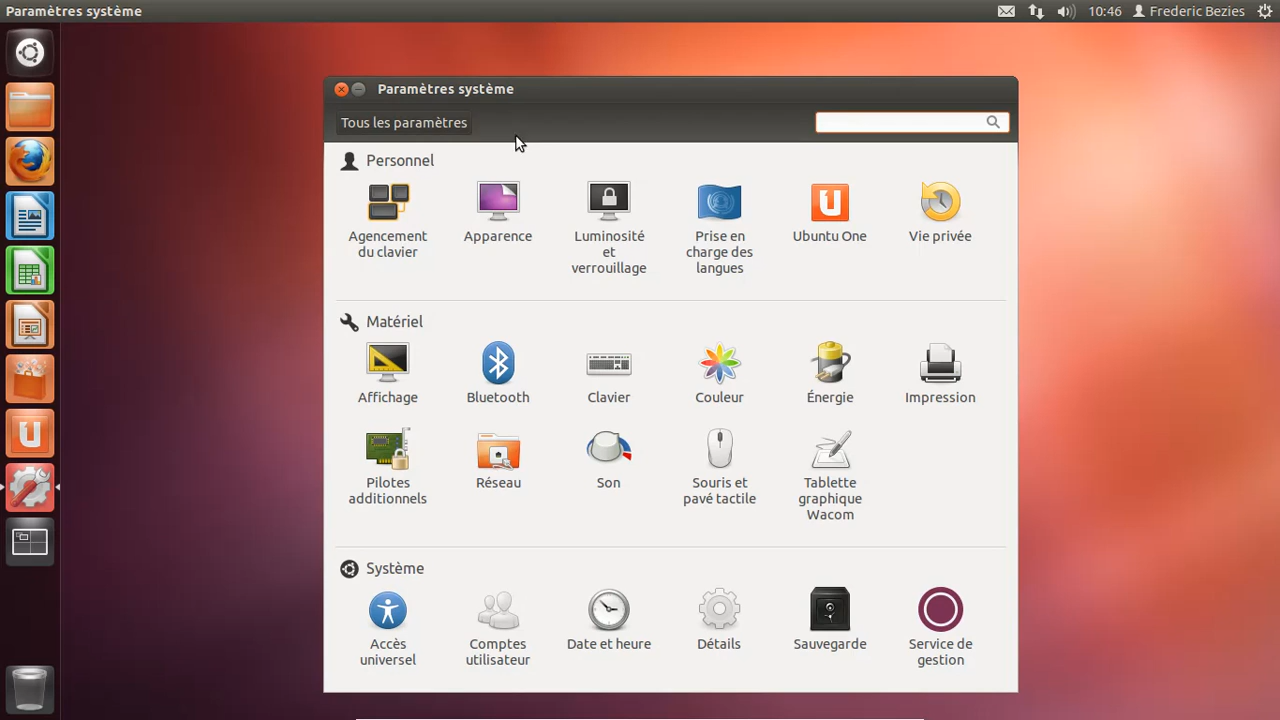 Paramètres système
10:46 Frederic Bezies
Paramètres système
Tous les paramètres
Personnel
Agencement du clavier
Apparence
Luminosité et verrouillage
Prise en charge des langues
Ubuntu One
Vie privée
Matériel
Affichage
Bluetooth
Clavier
Couleur
Énergie
Impression
Pilotes additionnels
Réseau
Son
Souris et pavé tactile
Tablette graphique Wacom
Système
Accès universel
Comptes utilisateur
Date et heure
Détails
Sauvegarde
Service de gestion